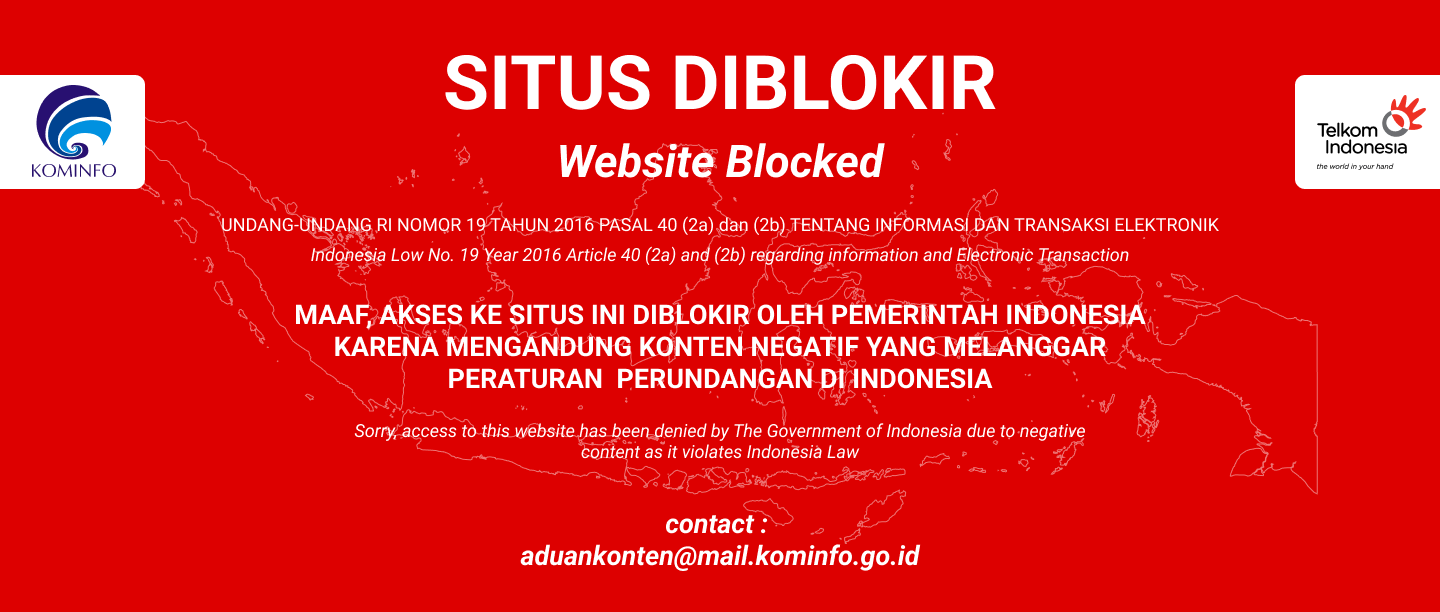 SITUS DIBLOKIR
Website Blocked
KOMINFO
Telkom
Indonesia
the world in your hand
UNDANG-UNDANG RI NOMOR 19 TAHUN 2016 PASAL 40 (2a) dan (2b) TENTANG INFORMASI DAN TRANSAKSI ELEKTRONIK
Indonesia Low No. 19 Year 2016 Article 40 (2a) and (2b) regarding information and Electronic Transaction
MAAF, AKSES KE SITUS INI DIBLOKIR OLEH PEMERINTAH INDONESIA
KARENA MENGANDUNG KONTEN NEGATIF YANG MELANGGAR
PERATURAN PERUNDANGAN DI INDONESIA
Sorry, access to this website has been denied by The Government of Indonesia due to negative
content as it violates Indonesia Law
contact :
aduankonten@mail.kominfo.go.id